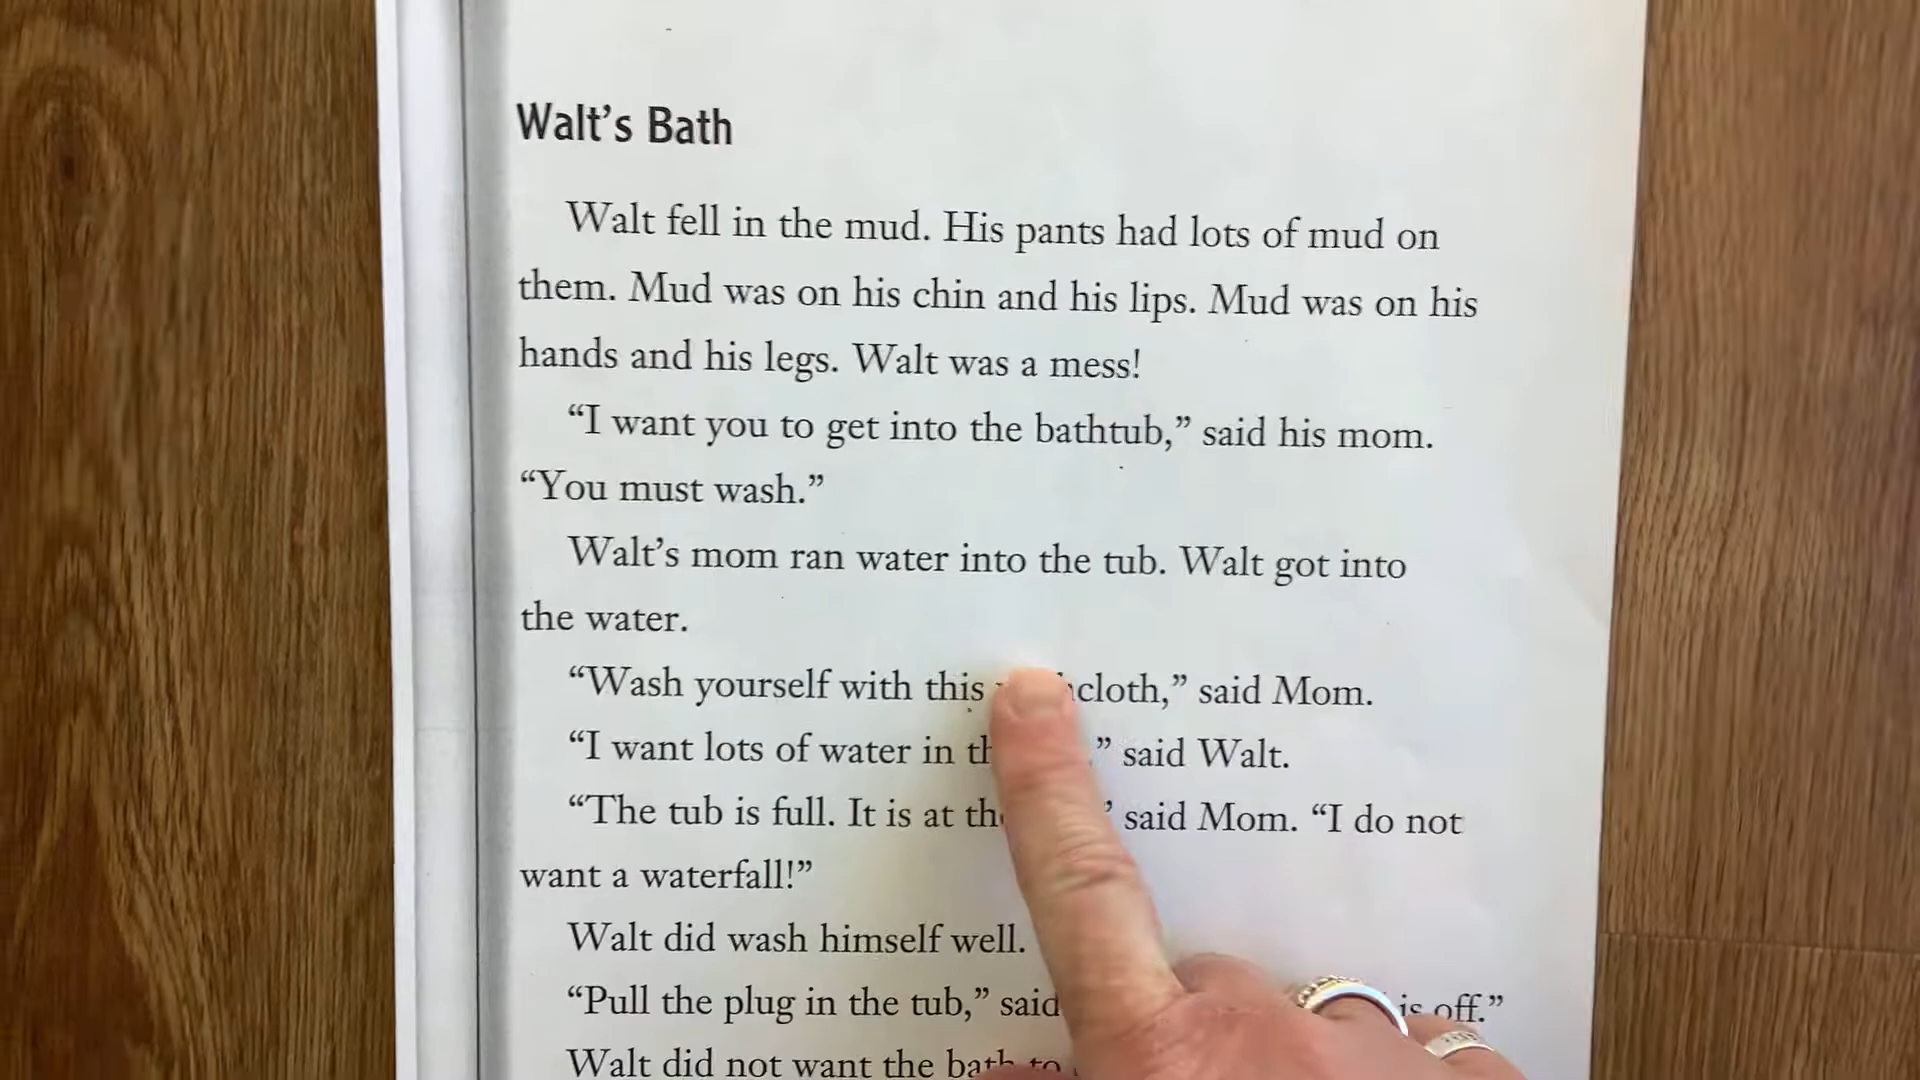 Walt's Bath
Walt fell in the mud. His pants had lots of mud on
them. Mud was on his chin and his lips. Mud was on his
hands and his legs. Walt was a mess!
“I want you to get into the bathtub,” said his mom.
“You must wash.”
Walt's mom ran water into the tub. Walt got into
the water.
“Wash yourself with this cloth,” said Mom.
“I want lots of water in ” said Walt.
“The tub is full. It is at said Mom. “I do not
want a waterfall!”
Walt did wash himself well.
“Pull the plug in the tub,” said is off.”
Walt did not want the bath to